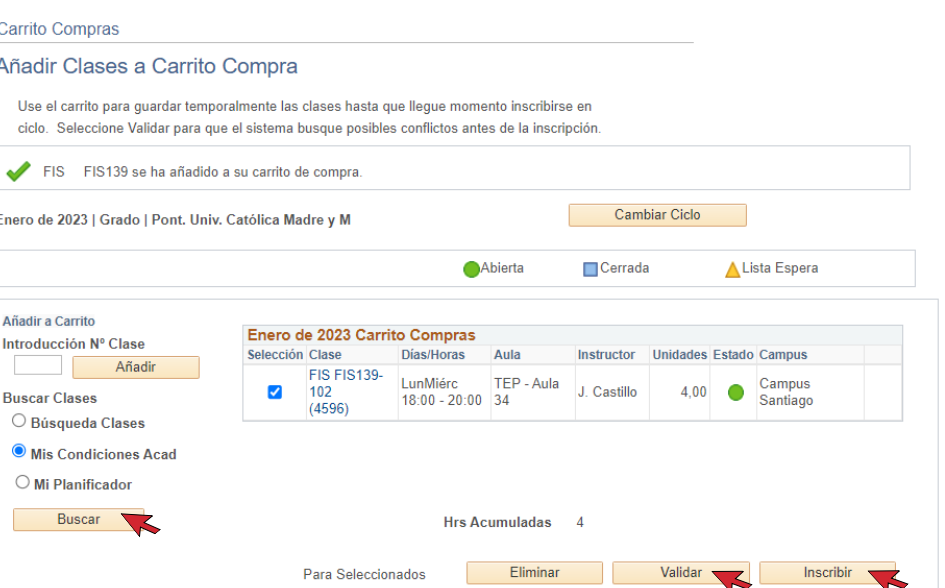 Carrito Compras
Añadir Clases a Carrito Compra
Use el carrito para guardar temporalmente las clases hasta que llegue momento inscribirse en
ciclo. Seleccione Validar para que el sistema busque posibles conflictos antes de la inscripción.
FIS FIS139 se ha añadido a su carrito de compra.
Enero de 2023 | Grado | Pont. Univ. Católica Madre y M
Cambiar Ciclo
Abierta Cerrada Lista Espera
Añadir a Carrito
Introducción Nº Clase
Añadir
Buscar Clases
Búsqueda Clases
Mis Condiciones Acad
Mi Planificador
Buscar
Enero de 2023 Carrito Compras
Selección Clase Días/Horas Aula Instructor Unidades Estado Campus
FIS FIS139-
102
(4596)
LunMiérc
18:00 - 20:00
TEP - Aula
34
J. Castillo
4,00
Campus
Santiago
Hrs Acumuladas 4
Para Seleccionados Eliminar Validar Inscribir